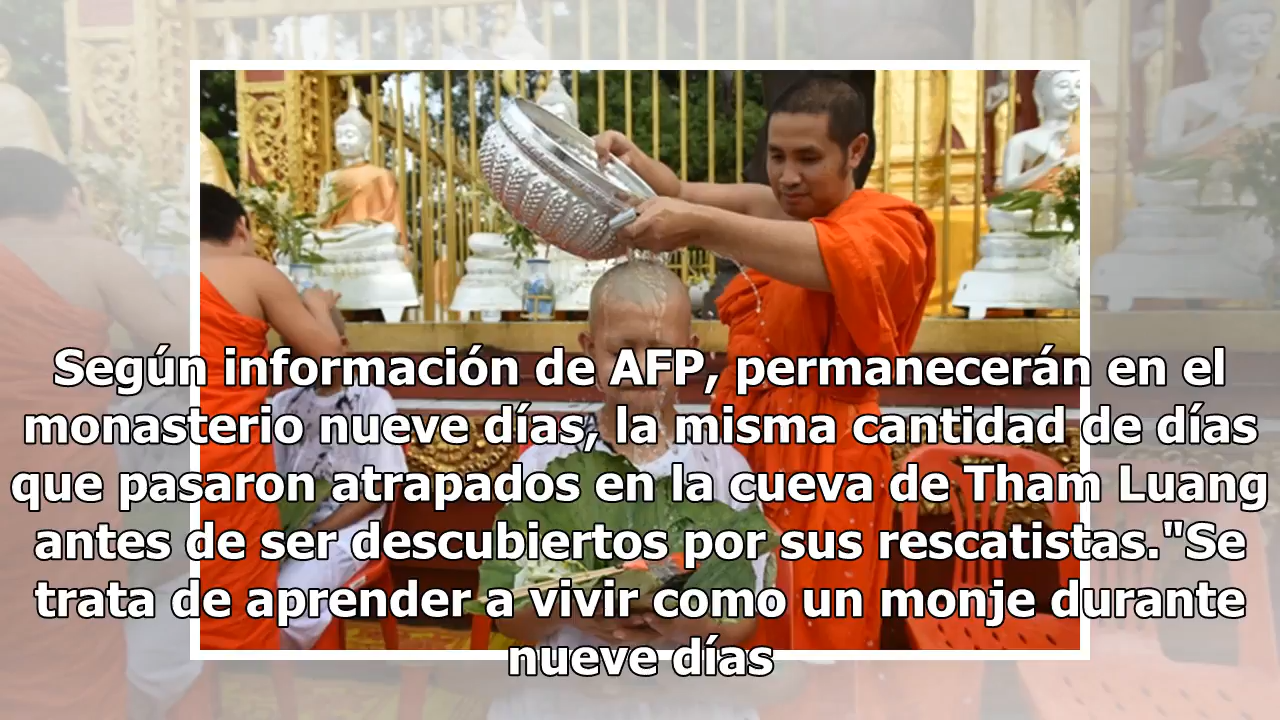 Según información de AFP, permanecerán en el
monasterio nueve días, la misma cantidad de días
que pasaron atrapados en la cueva de Tham Luang
antes de ser descubiertos por sus rescatistas."Se
trata de aprender a vivir como un monje durante
nueve días